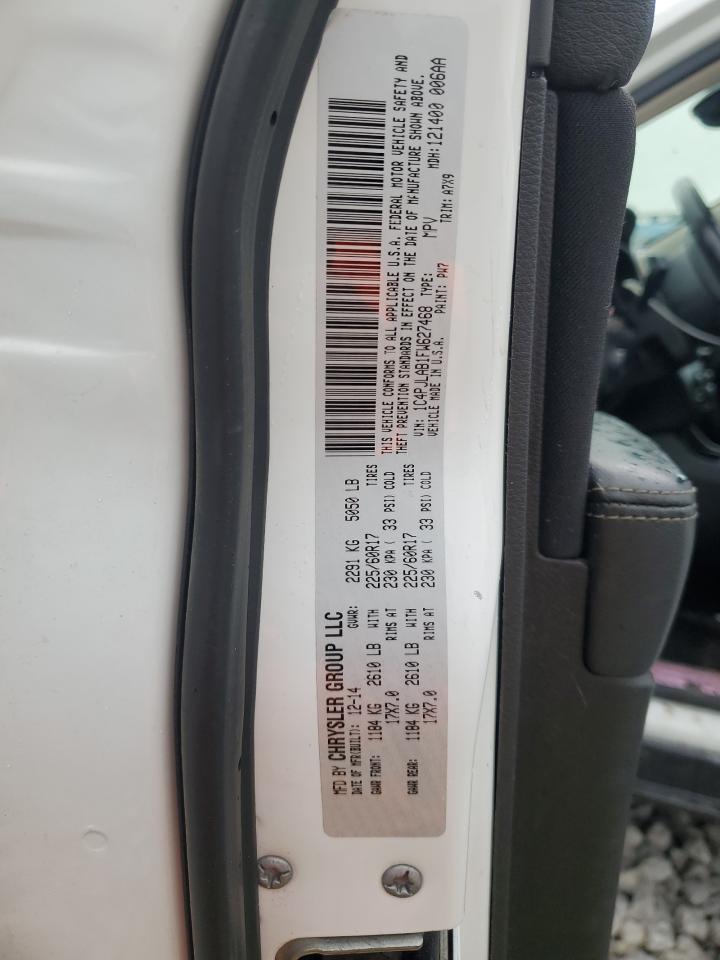 MFD BY CHRYSLER GROUP LLC
DATE OF MFR(BUILT): 12-14 GVWR: 2291 KG 5050 LB
GAWR FRONT: 1184 KG 2610 LB WITH 225/60R17 TIRES
17X7.0 RIMS AT 230 KPA ( 33 PSI) COLD
GAWR REAR: 1184 KG 2610 LB WITH 225/60R17 TIRES
17X7.0 RIMS AT 230 KPA ( 33 PSI) COLD
THIS VEHICLE CONFORMS TO ALL APPLICABLE U.S.A. FEDERAL MOTOR VEHICLE SAFETY AND
THEFT PREVENTION STANDARDS IN EFFECT ON THE DATE OF MANUFACTURE SHOWN ABOVE.
VIN: 1C4PJLAB1FW627468 TYPE: MPV MDH: 121400 006AA
VEHICLE MADE IN U.S.A. PAINT: PW7 TRIM: A7X9